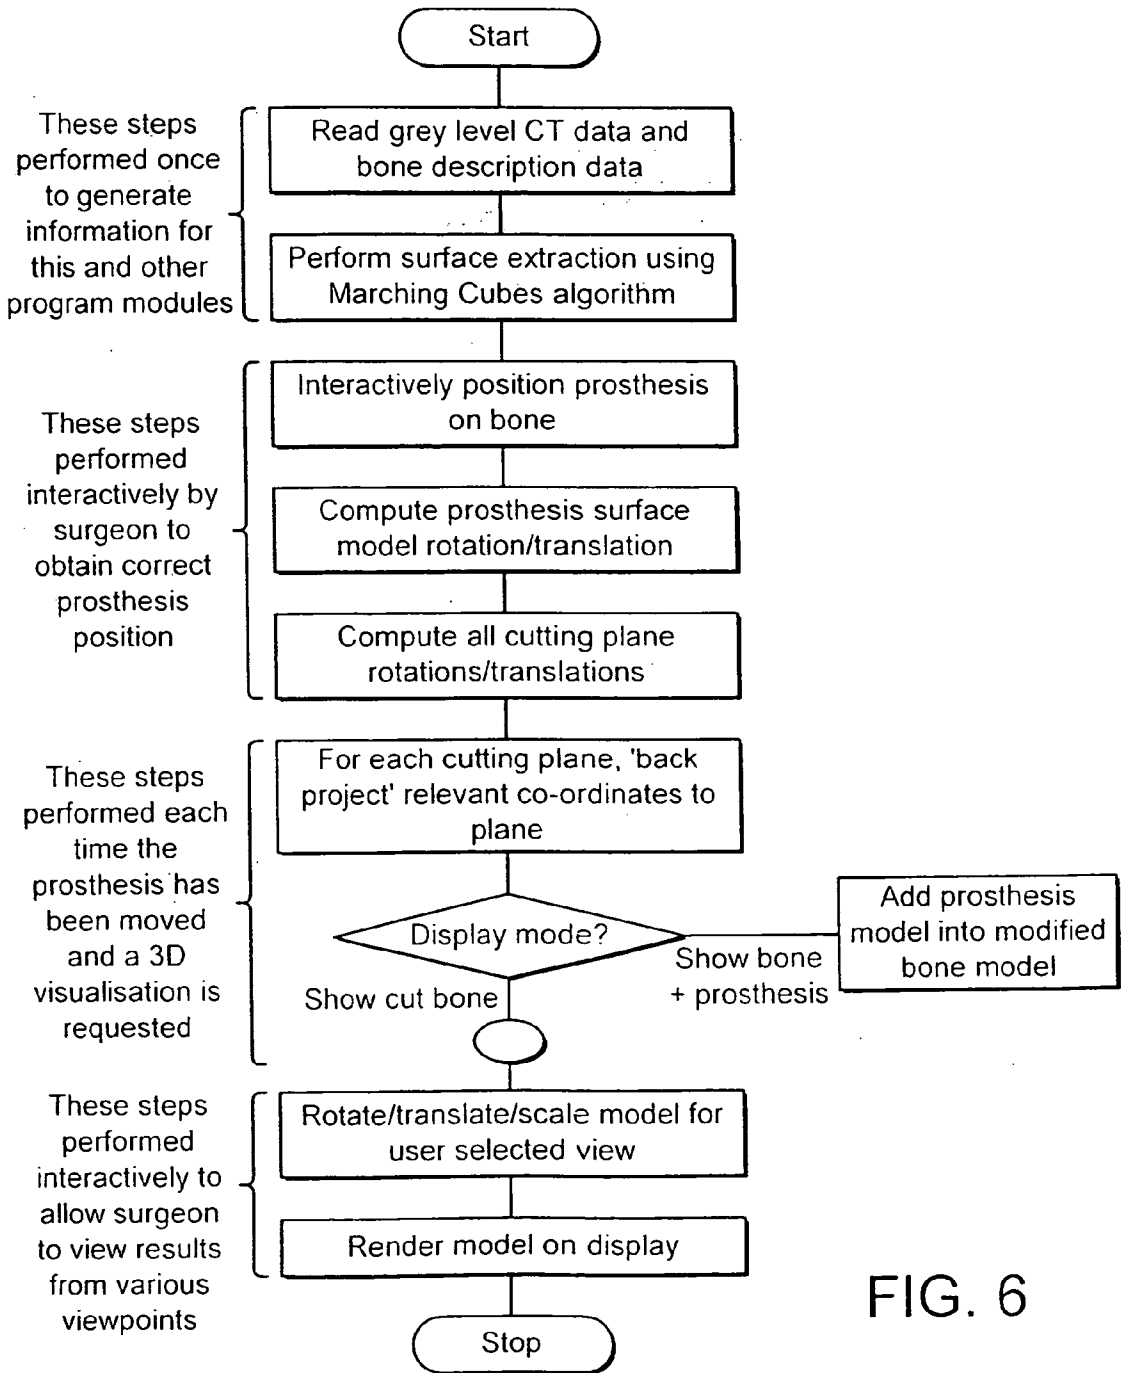 Start
These steps
performed once
to generate
information for
this and other
program modules
Read grey level CT data and
bone description data
Perform surface extraction using
Marching Cubes algorithm
These steps
performed
interactively by
surgeon to
obtain correct
prosthesis
position
Interactively position prosthesis
on bone
Compute prosthesis surface
model rotation/translation
Compute all cutting plane
rotations/translations
These steps
performed each
time the
prosthesis has
been moved
and a 3D
visualisation is
requested
For each cutting plane, 'back
project' relevant co-ordinates to
plane
Display mode?
Show cut bone
Show bone
+ prosthesis
Add prosthesis
model into modified
bone model
These steps
performed
interactively to
allow surgeon
to view results
from various
viewpoints
Rotate/translate/scale model for
user selected view
Render model on display
Stop
FIG. 6